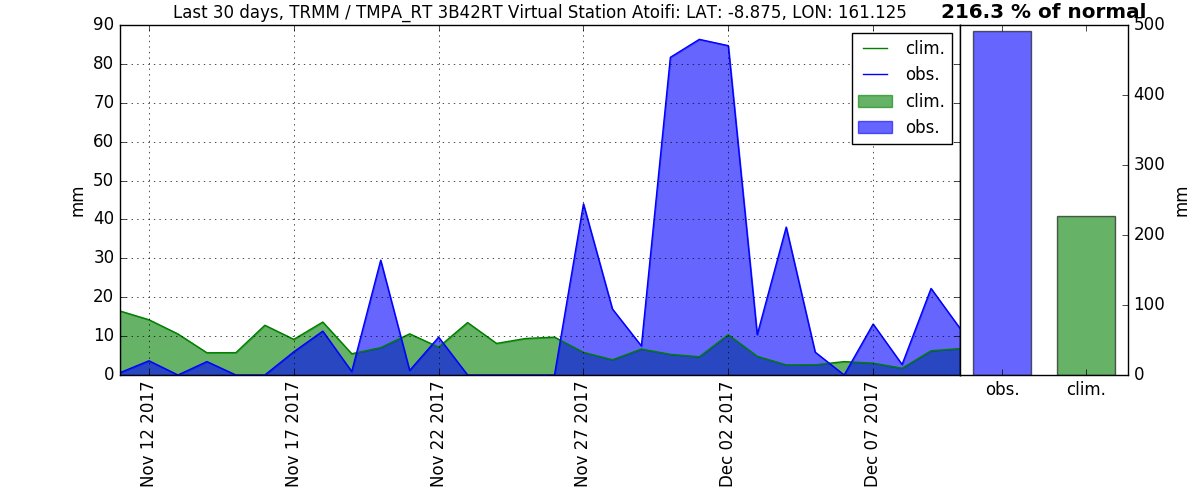 Last 30 days, TRMM / TMPA_RT 3B42RT Virtual Station Atoifi: LAT: -8.875, LON: 161.125
216.3 % of normal
90
80
70
60
50
40
30
20
10
0
mm
clim.
obs.
clim.
obs.
Nov 12 2017
Nov 17 2017
Nov 22 2017
Nov 27 2017
Dec 02 2017
Dec 07 2017
500
400
300
200
100
0
mm
obs.
clim.